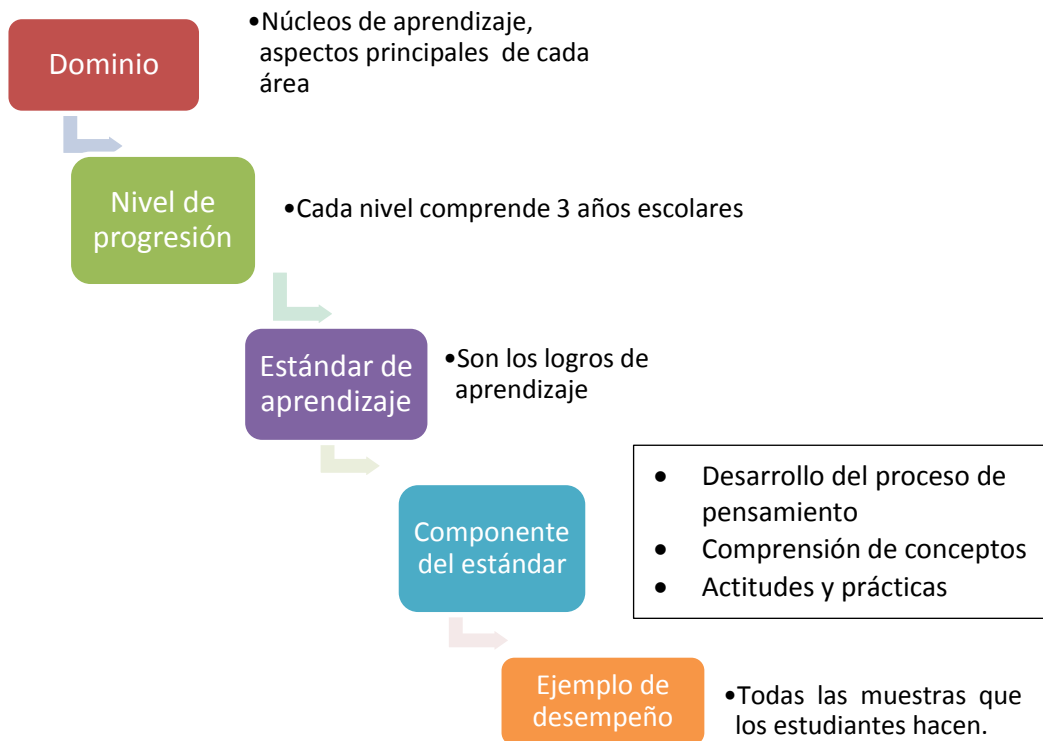 Dominio
•Núcleos de aprendizaje,
aspectos principales de cada
área
Nivel de
progresión
•Cada nivel comprende 3 años escolares
Estándar de
aprendizaje
•Son los logros de
aprendizaje
Componente
del estándar
• Desarrollo del proceso de
pensamiento
• Comprensión de conceptos
• Actitudes y prácticas
Ejemplo de
desempeño
•Todas las muestras que
los estudiantes hacen.